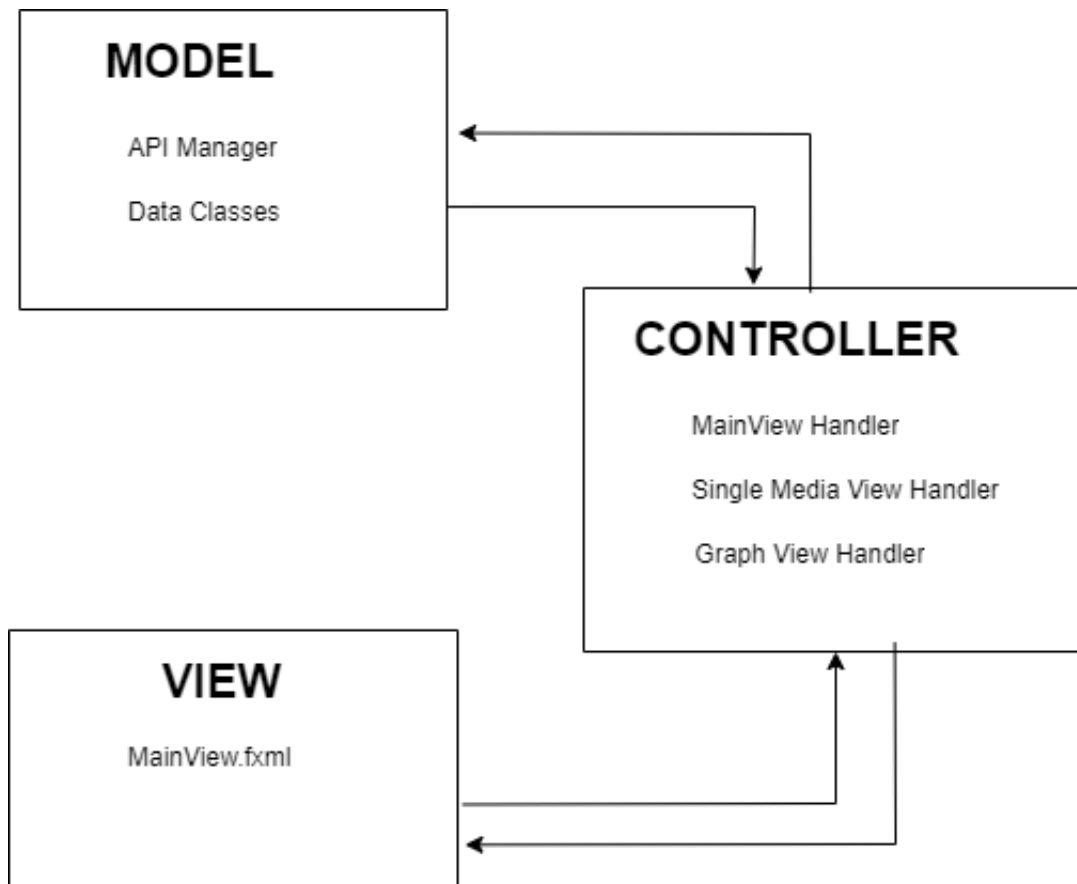 MODEL
API Manager
Data Classes
CONTROLLER
MainView Handler
Single Media View Handler
Graph View Handler
VIEW
MainView.fxml